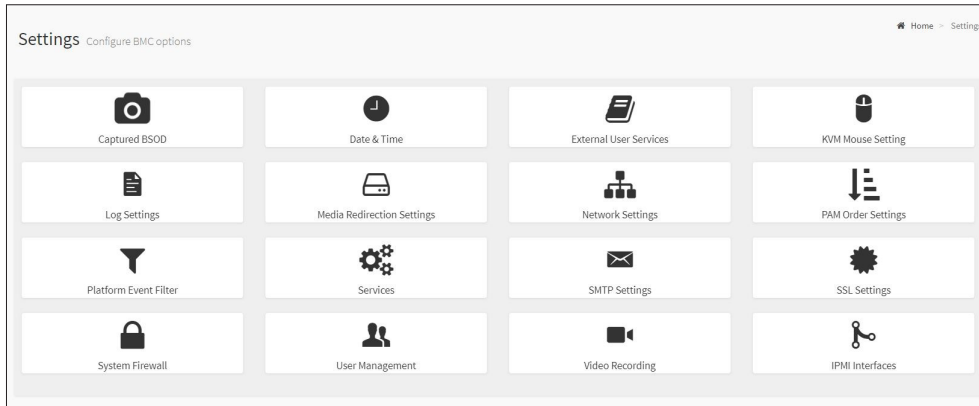 Settings Configure BMC options
Home > Settings
Captured BSOD
Date & Time
External User Services
KVM Mouse Setting
Log Settings
Media Redirection Settings
Network Settings
PAM Order Settings
Platform Event Filter
Services
SMTP Settings
SSL Settings
System Firewall
User Management
Video Recording
IPMI Interfaces